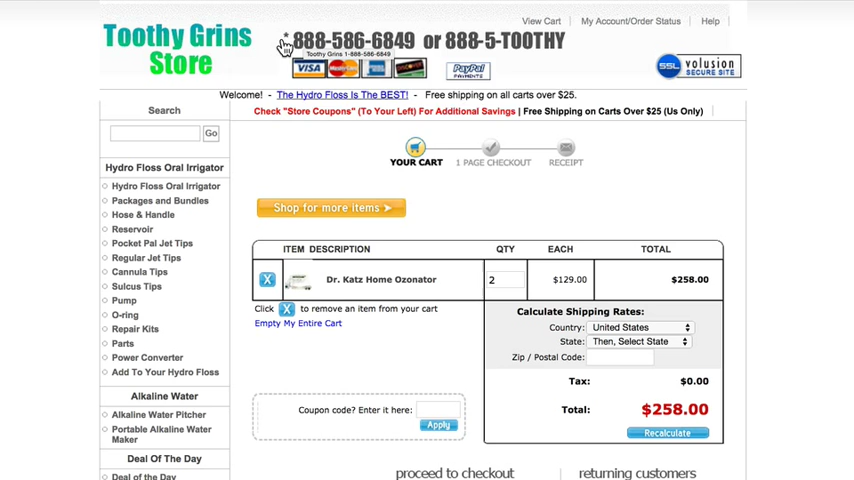 View Cart My Account/Order Status Help
Toothy Grins
Store
*888-586-6849 or 888-5-TOOTHY
Toothy Grins 1-888-586-6849
VISA MasterCard DISCOVER PayPal PAYMENTS
SSL volusion SECURE SITE
Welcome! - The Hydro Floss Is The BEST! - Free shipping on all carts over $25.
Search
Check "Store Coupons" (To Your Left) For Additional Savings | Free Shipping on Carts Over $25 (Us Only)
Go
YOUR CART 1 PAGE CHECKOUT RECEIPT
Hydro Floss Oral Irrigator
Hydro Floss Oral Irrigator
Packages and Bundles
Hose & Handle
Reservoir
Pocket Pal Jet Tips
Regular Jet Tips
Cannula Tips
Sulcus Tips
Pump
O-ring
Repair Kits
Parts
Power Converter
Add To Your Hydro Floss
Alkaline Water
Alkaline Water Pitcher
Portable Alkaline Water
Maker
Deal Of The Day
Deal of the Day
Shop for more items
ITEM DESCRIPTION QTY EACH TOTAL
X Dr. Katz Home Ozonator 2 $129.00 $258.00
Click X to remove an item from your cart
Empty My Entire Cart
Calculate Shipping Rates:
Country: United States
State: Then, Select State
Zip / Postal Code:
Tax: $0.00
Coupon code? Enter it here:
Apply
Total: $258.00
Recalculate
proceed to checkout | returning customers